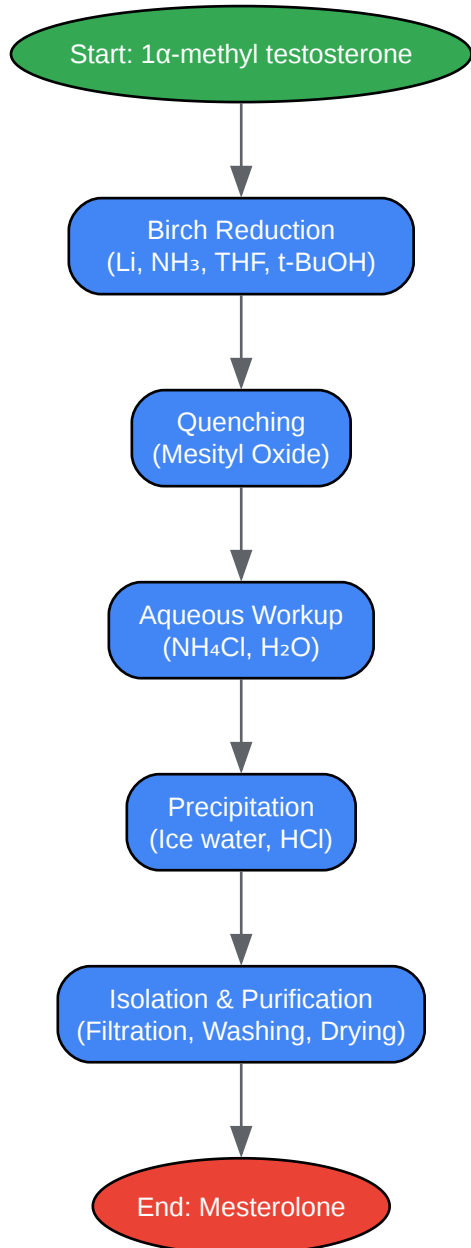 Start: 1α-methyl testosterone
Birch Reduction
(Li, NH₃, THF, t-BuOH)
Quenching
(Mesityl Oxide)
Aqueous Workup
(NH₄Cl, H₂O)
Precipitation
(Ice water, HCl)
Isolation & Purification
(Filtration, Washing, Drying)
End: Mesterolone